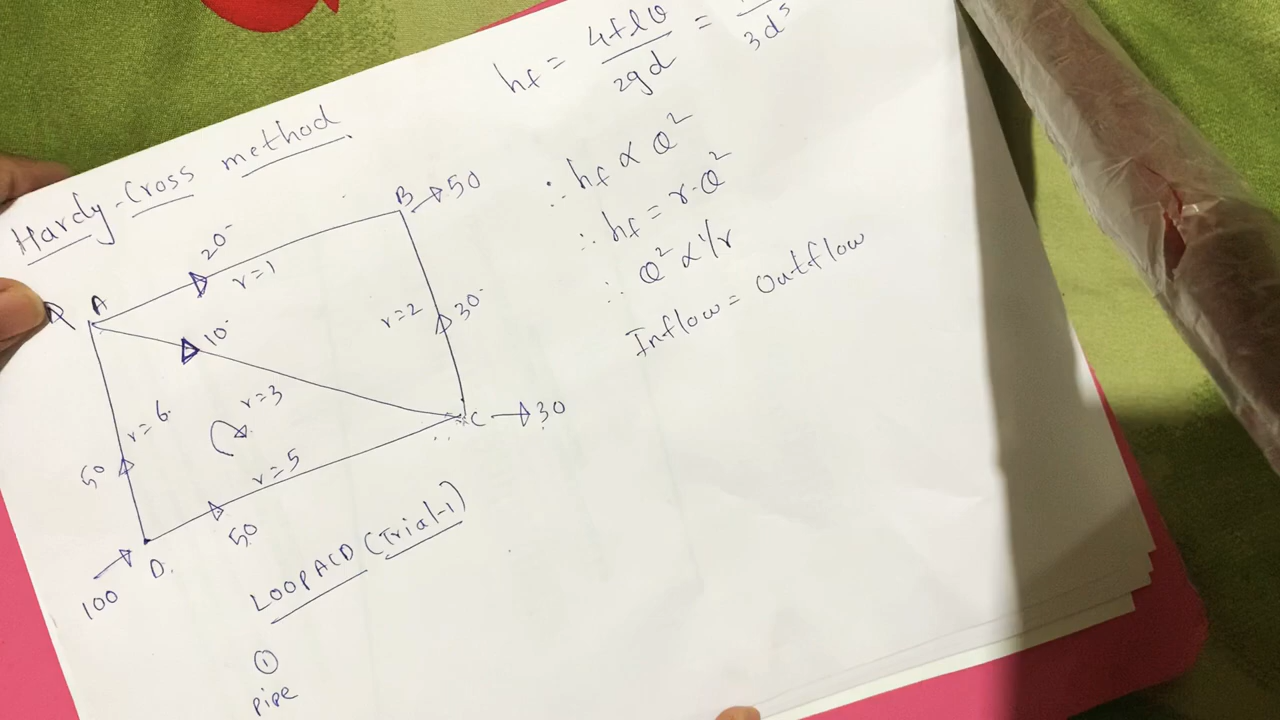 hf = 4flQ / 2gd = / 3d⁵
Hardy-Cross method
∴ hf ∝ Q²
∴ hf = r·Q²
∴ Q² ∝ 1/r
Inflow = Outflow
A
20
r=1
B → 50
10
r=2
30
r=3
r=6
50
C → 30
r=5
50
100
D
LOOP ACD (Trial-1)
①
pipe